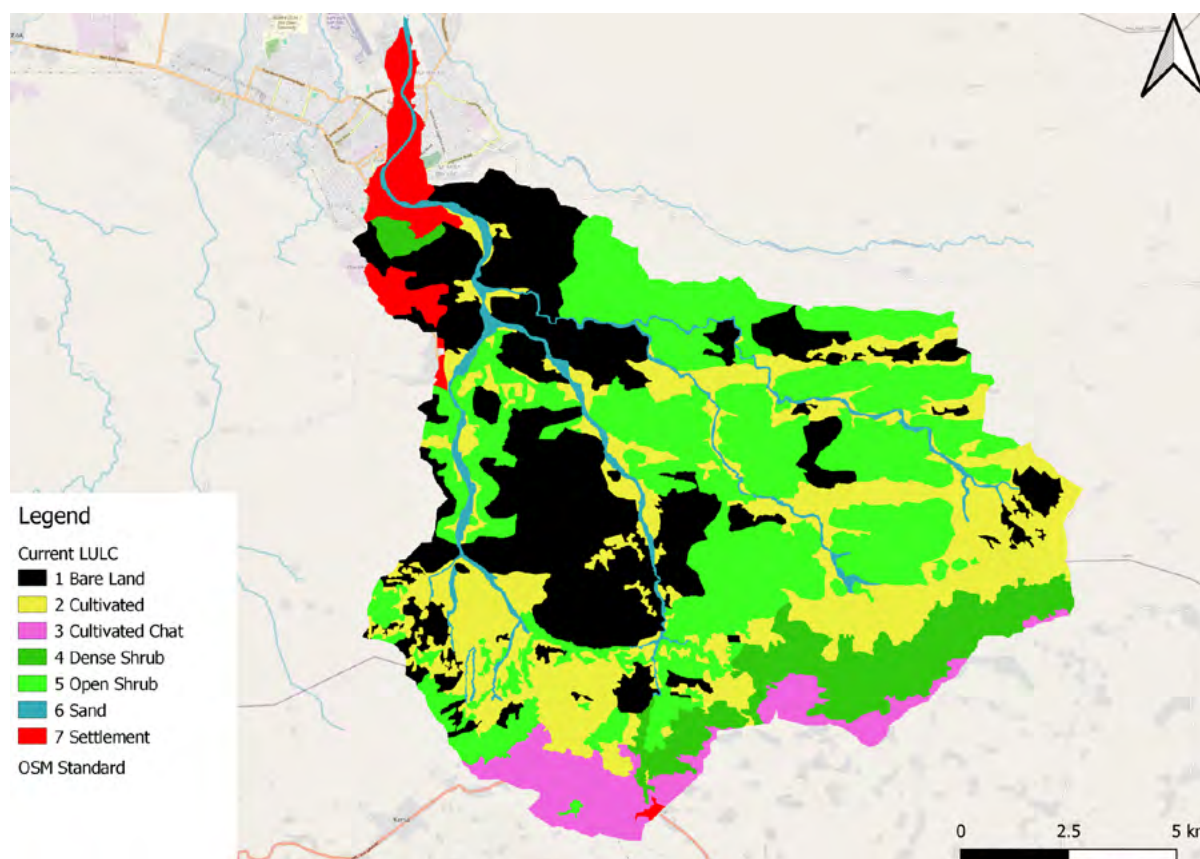 Legend
Current LULC
1 Bare Land
2 Cultivated
3 Cultivated Chat
4 Dense Shrub
5 Open Shrub
6 Sand
7 Settlement
OSM Standard
0 2.5 5 km